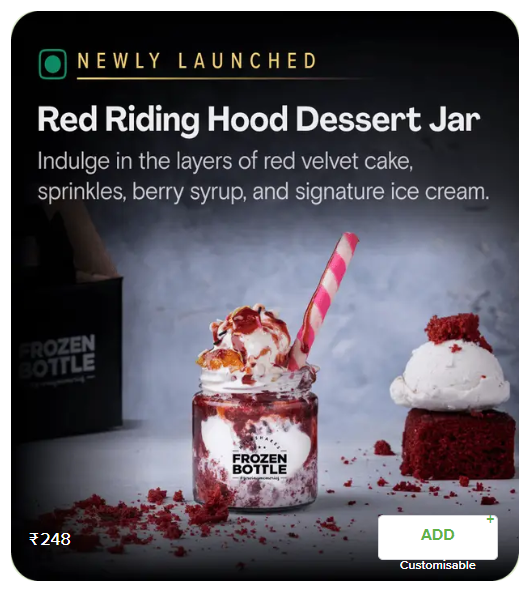 NEWLY LAUNCHED
Red Riding Hood Dessert Jar
Indulge in the layers of red velvet cake,
sprinkles, berry syrup, and signature ice cream.
FROZEN
BOTTLE
FROZEN
BOTTLE
₹248
ADD
+
Customisable